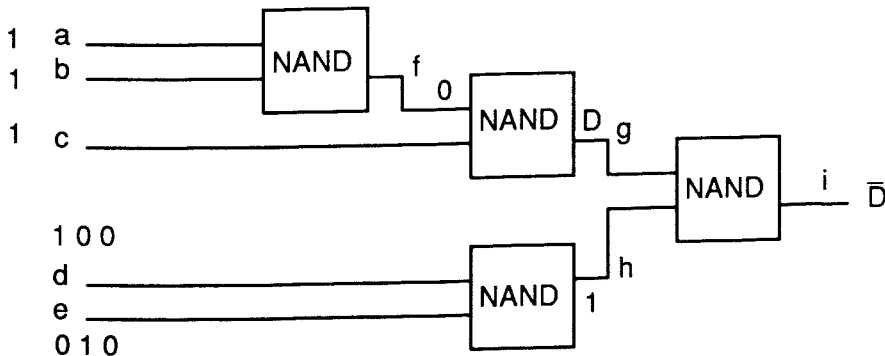 1 a
NAND
1 b
f
0
1 c
NAND
D g
NAND
i
D̅
1 0 0
d
e
NAND
h
1
0 1 0